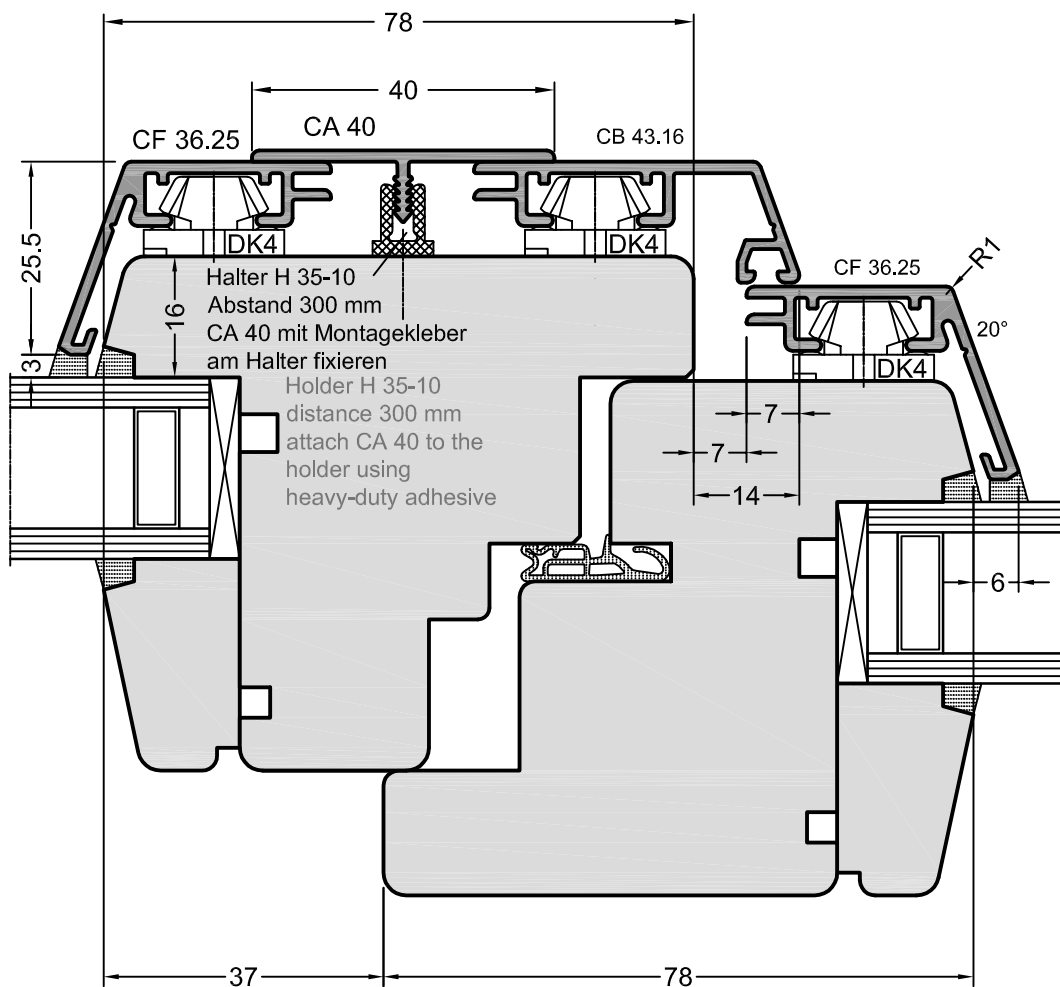 78
40
CF 36.25
CA 40
CB 43.16
25.5
DK4
DK4
Halter H 35-10
Abstand 300 mm
CA 40 mit Montagekleber
am Halter fixieren
16
3
Holder H 35-10
distance 300 mm
attach CA 40 to the
holder using
heavy-duty adhesive
CF 36.25
R1
20°
DK4
7
7
14
6
37
78